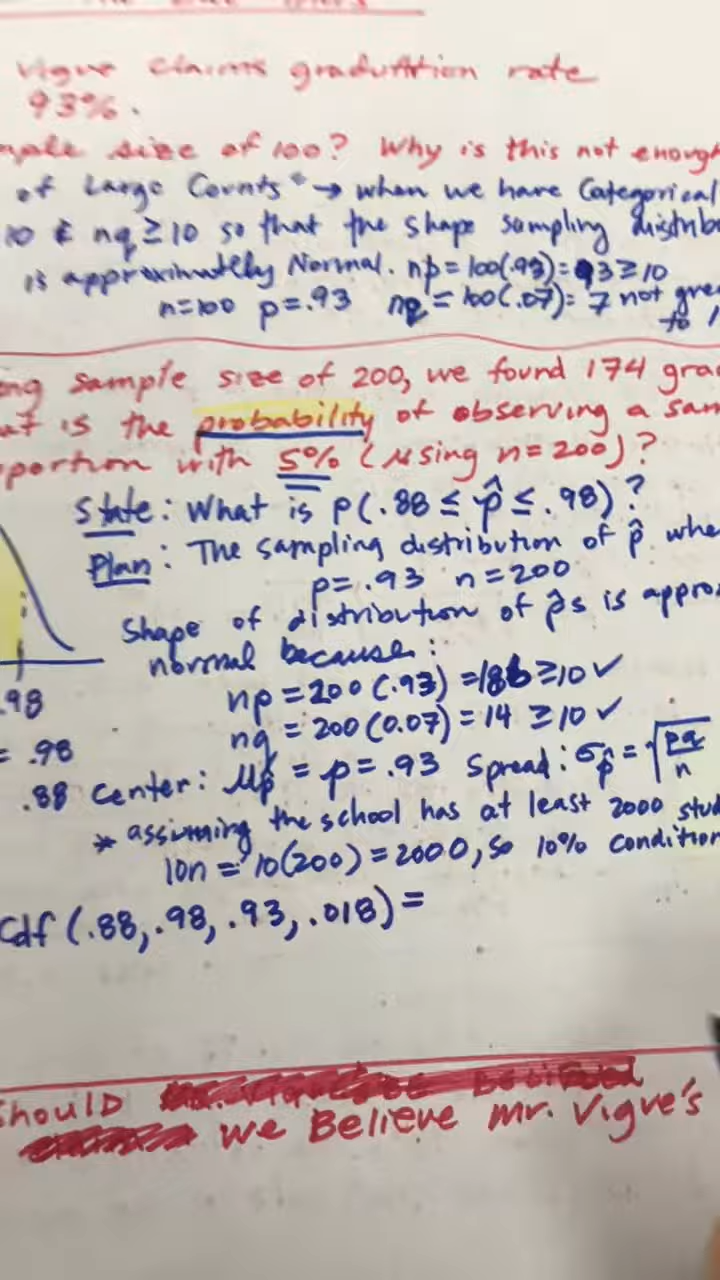 Vigue claims graduation rate
93%.
sample size of 100? Why is this not enough
of Large Counts" → when we have Categorical
10 & nq ≥ 10 so that the shape sampling distrib
is approximately Normal. np = 100(.93) = 93 ≥ 10
n=100 p=.93 nq = 100(.07) = 7 not gre
to
ng sample size of 200, we found 174 grad
at is the probability of observing a sam
oportion with 5% (using n=200)?
State: What is P(.88 ≤ p̂ ≤ .98)?
Plan: The sampling distribution of p̂ whe
p=.93 n=200
Shape of distribution of p̂s is appro
normal because:
np = 200(.93) = 186 ≥ 10 ✓
.98
nq = 200(0.07) = 14 ≥ 10 ✓
= .98
.88 Center: μp̂ = p = .93 Spread: σp̂ = √pq/n
* assuming the school has at least 2000 stud
10n = 10(200) = 2000, so 10% condition
cdf (.88, .98, .93, .018) =
Should
We Believe Mr. Vigue's